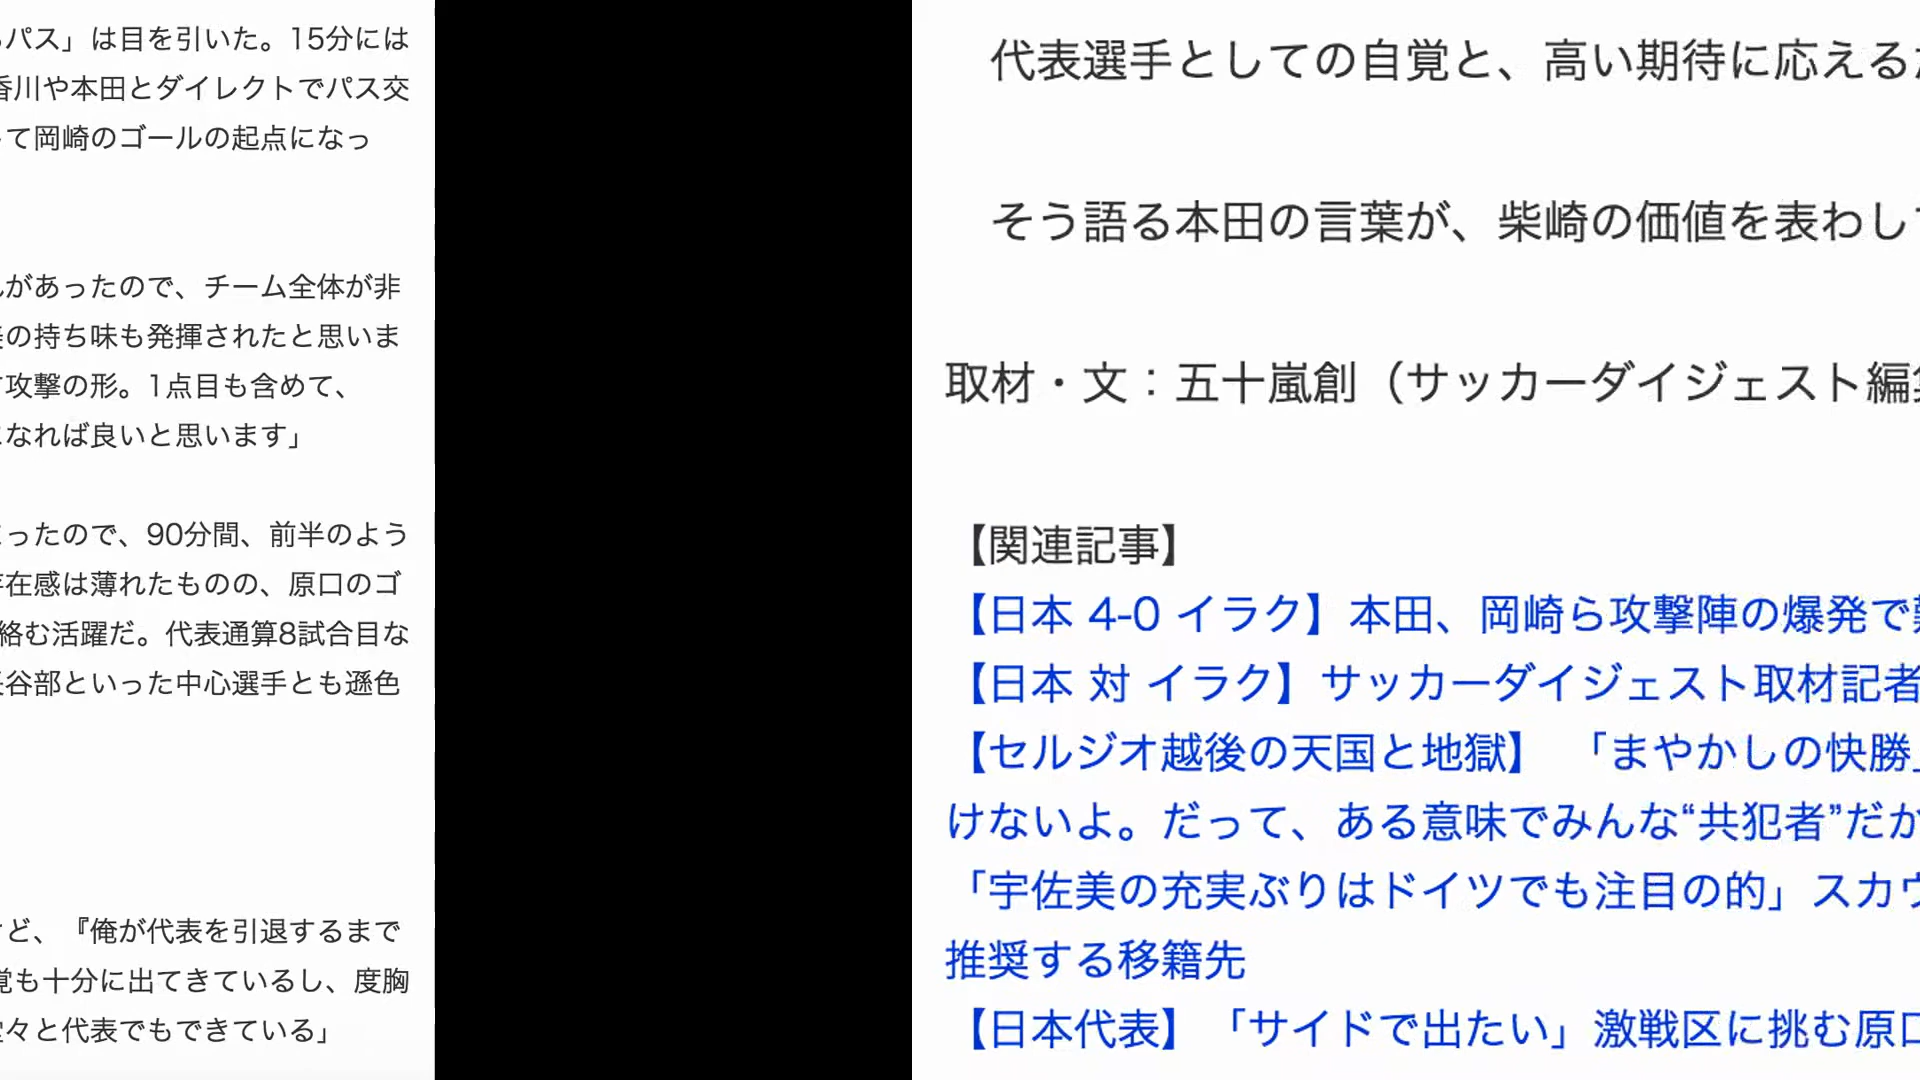 パス」は目を引いた。15分には
香川や本田とダイレクトでパス交
て岡崎のゴールの起点になっ
があったので、チーム全体が非
の持ち味も発揮されたと思いま
攻撃の形。1点目も含めて、
なれば良いと思います」
ったので、90分間、前半のよう
存在感は薄れたものの、原口のゴ
絡む活躍だ。代表通算8試合目な
長谷部といった中心選手とも遜色
ど、『俺が代表を引退するまで
覚も十分に出てきているし、度胸
々と代表でもできている」
代表選手としての自覚と、高い期待に応える
そう語る本田の言葉が、柴崎の価値を表わし
取材・文:五十嵐創(サッカーダイジェスト編集
【関連記事】
【日本 4-0 イラク】本田、岡崎ら攻撃陣の爆発で
【日本 対 イラク】サッカーダイジェスト取材記者
【セルジオ越後の天国と地獄】 「まやかしの快勝」
けないよ。だって、ある意味でみんな“共犯者”だか
「宇佐美の充実ぶりはドイツでも注目の的」スカウ
推奨する移籍先
【日本代表】「サイドで出たい」激戦区に挑む原口